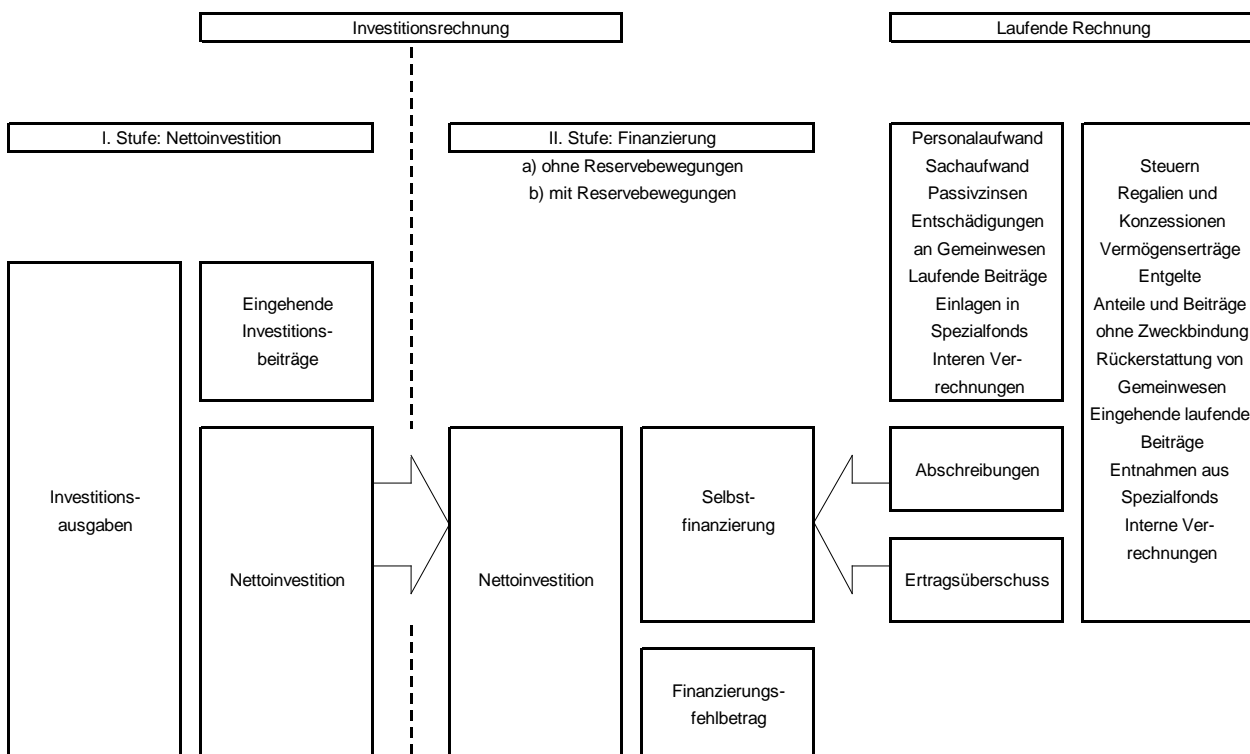 Investitionsrechnung
Laufende Rechnung
I. Stufe: Nettoinvestition
II. Stufe: Finanzierung
a) ohne Reservebewegungen
b) mit Reservebewegungen
Investitions-
ausgaben
Eingehende
Investitions-
beiträge
Nettoinvestition
Nettoinvestition
Selbst-
finanzierung
Finanzierungs-
fehlbetrag
Personalaufwand
Sachaufwand
Passivzinsen
Entschädigungen
an Gemeinwesen
Laufende Beiträge
Einlagen in
Spezialfonds
Interen Ver-
rechnungen
Abschreibungen
Ertragsüberschuss
Steuern
Regalien und
Konzessionen
Vermögenserträge
Entgelte
Anteile und Beiträge
ohne Zweckbindung
Rückerstattung von
Gemeinwesen
Eingehende laufende
Beiträge
Entnahmen aus
Spezialfonds
Interne Ver-
rechnungen